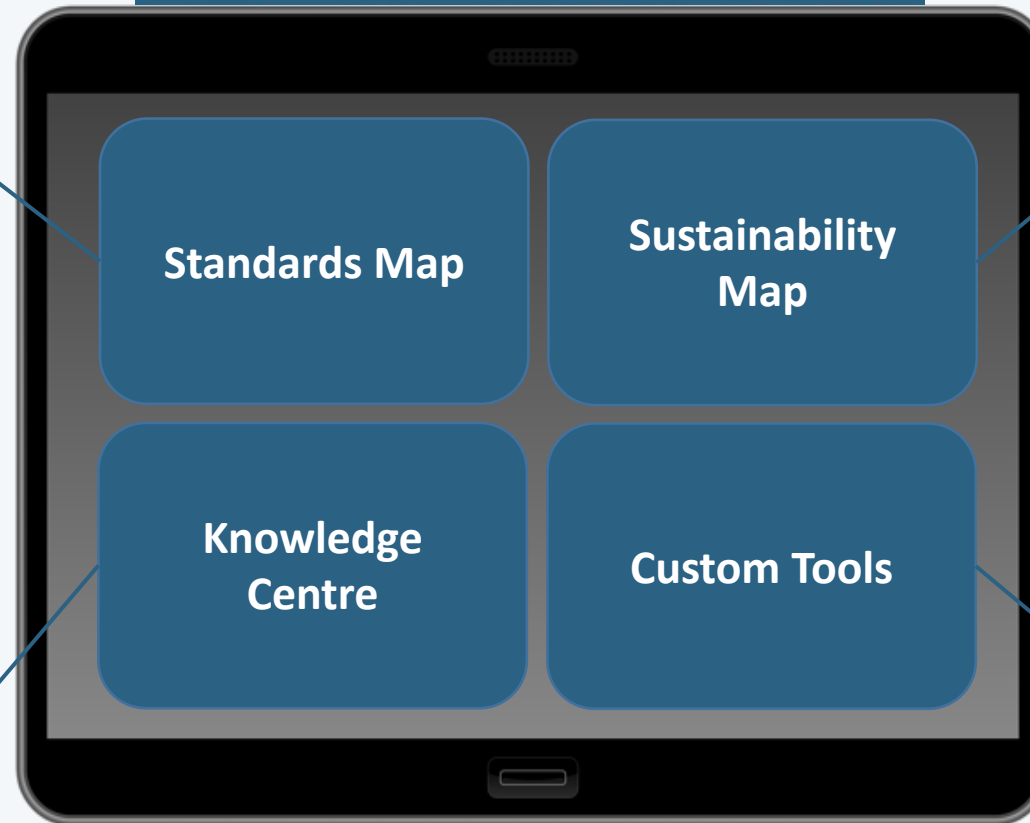 Standards Map
Sustainability
Map
Knowledge
Centre
Custom Tools